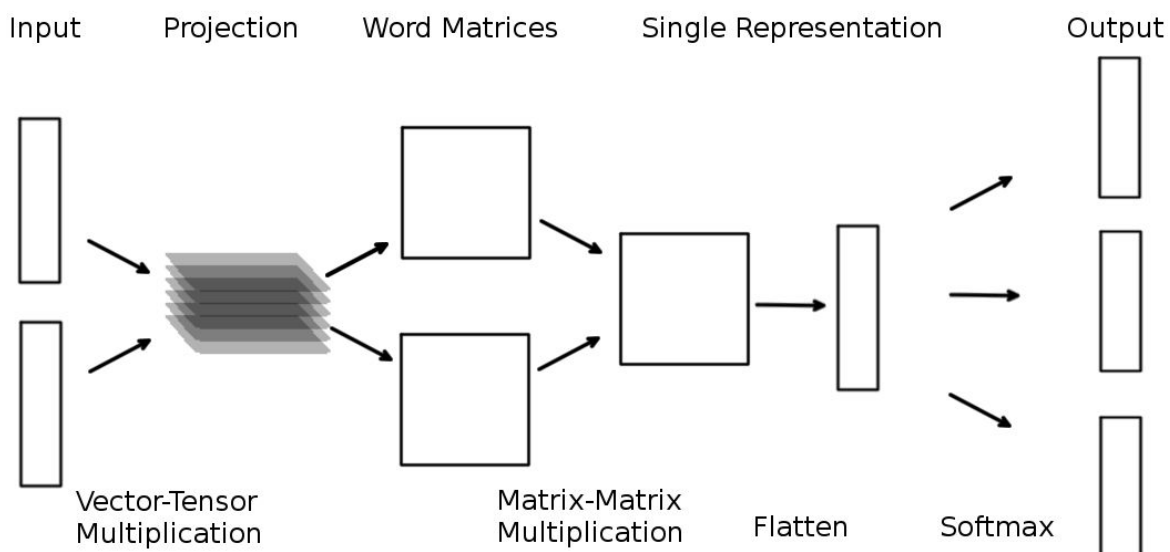 Input
Projection
Word Matrices
Single Representation
Output
Vector-Tensor
Multiplication
Matrix-Matrix
Multiplication
Flatten
Softmax